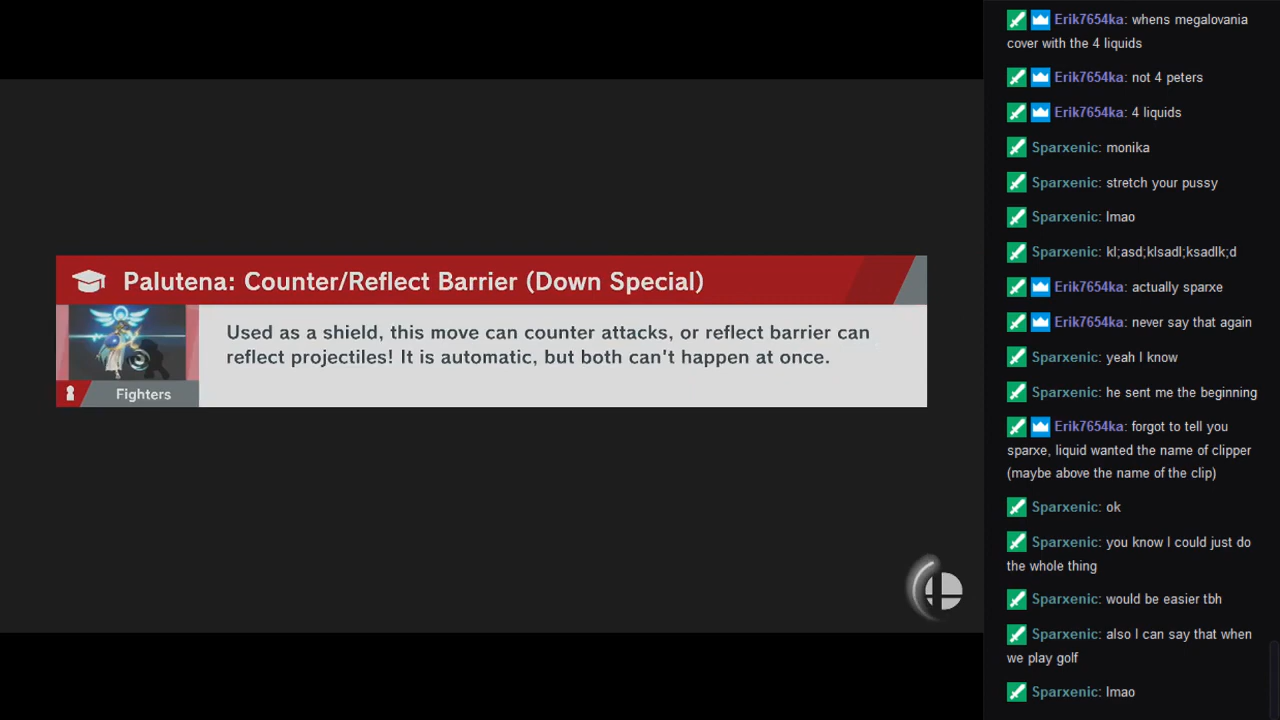 Palutena: Counter/Reflect Barrier (Down Special)
Used as a shield, this move can counter attacks, or reflect barrier can
reflect projectiles! It is automatic, but both can't happen at once.
Fighters
Erik7654ka: whens megalovania
cover with the 4 liquids
Erik7654ka: not 4 peters
Erik7654ka: 4 liquids
Sparxenic: monika
Sparxenic: stretch your pussy
Sparxenic: lmao
Sparxenic: kl;asd;klsadl;ksadlk;d
Erik7654ka: actually sparxe
Erik7654ka: never say that again
Sparxenic: yeah I know
Sparxenic: he sent me the beginning
Erik7654ka: forgot to tell you
sparxe, liquid wanted the name of clipper
(maybe above the name of the clip)
Sparxenic: ok
Sparxenic: you know I could just do
the whole thing
Sparxenic: would be easier tbh
Sparxenic: also I can say that when
we play golf
Sparxenic: lmao